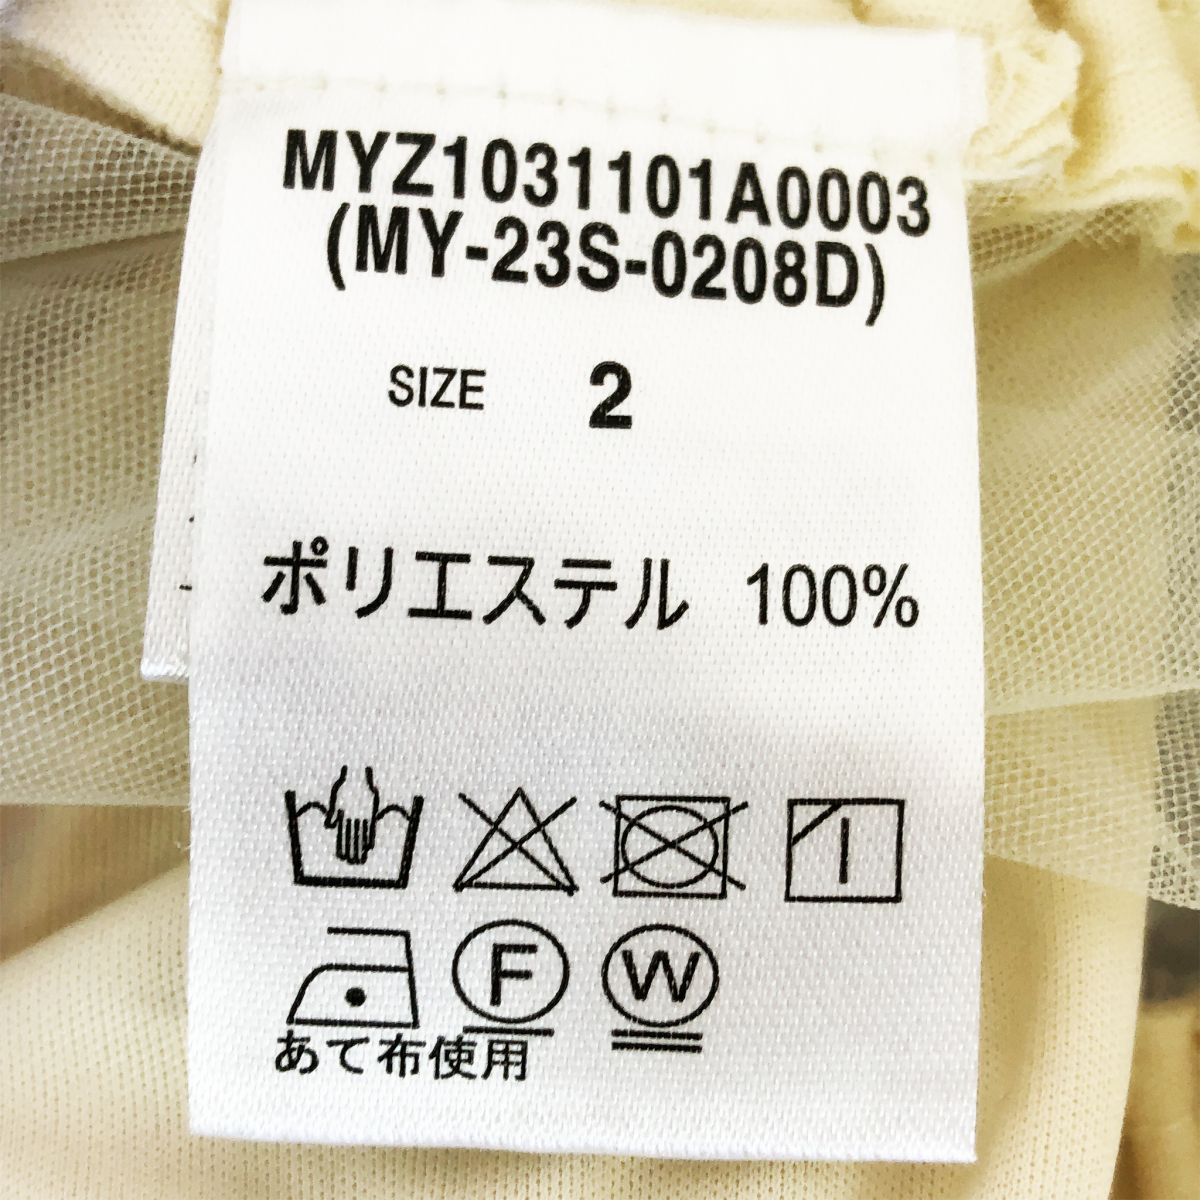 MYZ1031101A0003
(MY-23S-0208D)
SIZE 2
ポリエステル 100%
F W
あて布使用